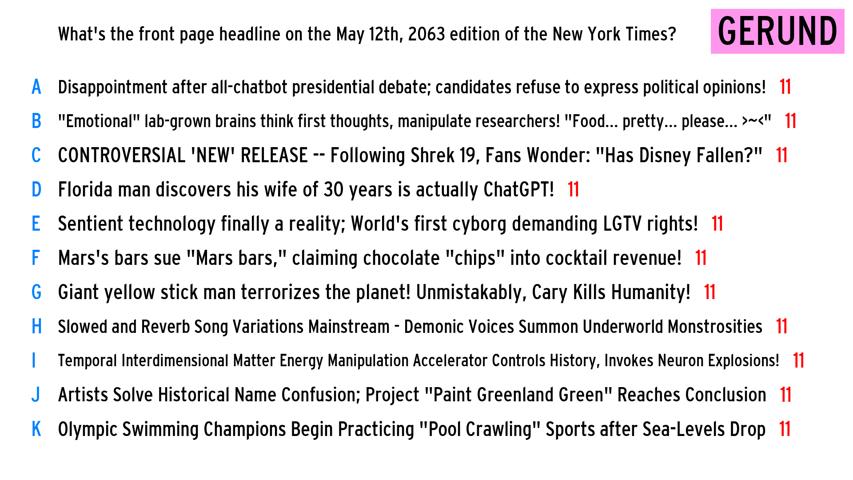 What's the front page headline on the May 12th, 2063 edition of the New York Times?
GERUND
A Disappointment after all-chatbot presidential debate; candidates refuse to express political opinions! 11
B "Emotional" lab-grown brains think first thoughts, manipulate researchers! "Food... pretty... please... >~<" 11
C CONTROVERSIAL 'NEW' RELEASE -- Following Shrek 19, Fans Wonder: "Has Disney Fallen?" 11
D Florida man discovers his wife of 30 years is actually ChatGPT! 11
E Sentient technology finally a reality; World's first cyborg demanding LGTV rights! 11
F Mars's bars sue "Mars bars," claiming chocolate "chips" into cocktail revenue! 11
G Giant yellow stick man terrorizes the planet! Unmistakably, Cary Kills Humanity! 11
H Slowed and Reverb Song Variations Mainstream - Demonic Voices Summon Underworld Monstrosities 11
I Temporal Interdimensional Matter Energy Manipulation Accelerator Controls History, Invokes Neuron Explosions! 11
J Artists Solve Historical Name Confusion; Project "Paint Greenland Green" Reaches Conclusion 11
K Olympic Swimming Champions Begin Practicing "Pool Crawling" Sports after Sea-Levels Drop 11